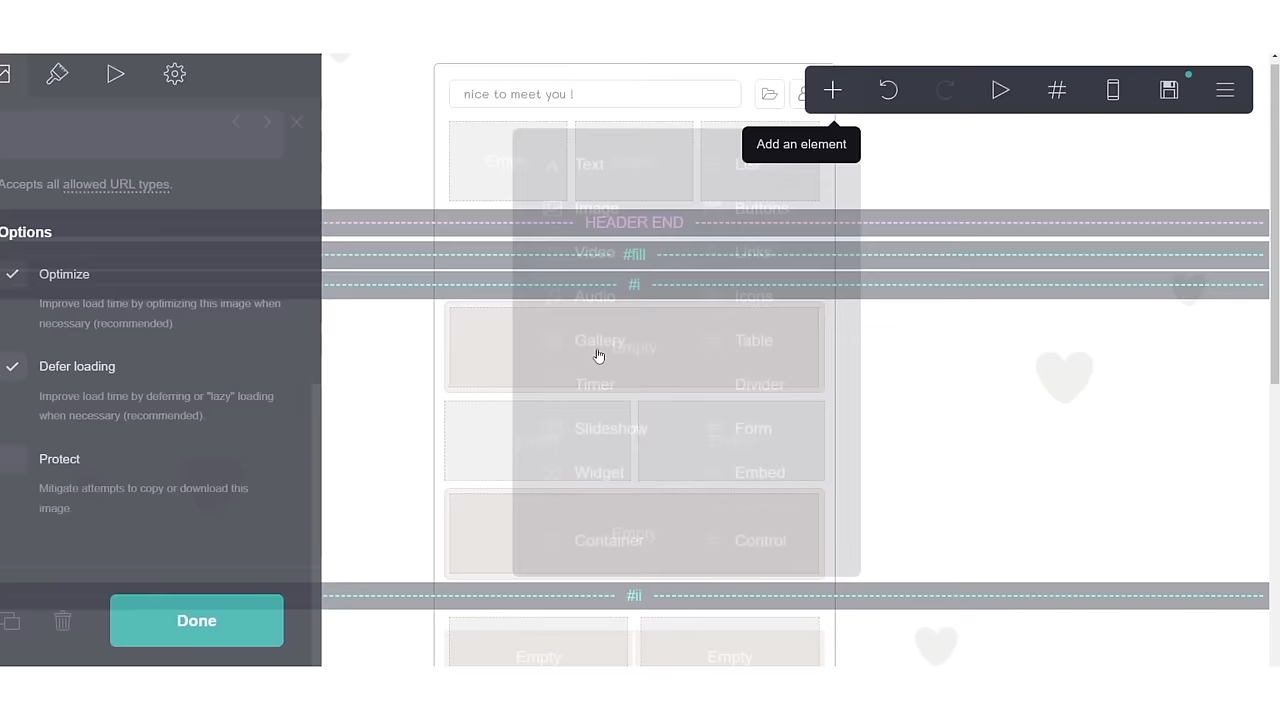 nice to meet you !
Add an element
Accepts all allowed URL types.
Options
Optimize
Improve load time by optimizing this image when
necessary (recommended).
Defer loading
Improve load time by deferring or "lazy" loading
when necessary (recommended).
Protect
Mitigate attempts to copy or download this
image.
Done
Text
Image
Buttons
HEADER END
Video
Links
#fill
#i
Audio
Icons
Gallery
Table
Empty
Timer
Divider
Slideshow
Form
Widget
Embed
Empty
Container
Control
#ii
Empty
Empty